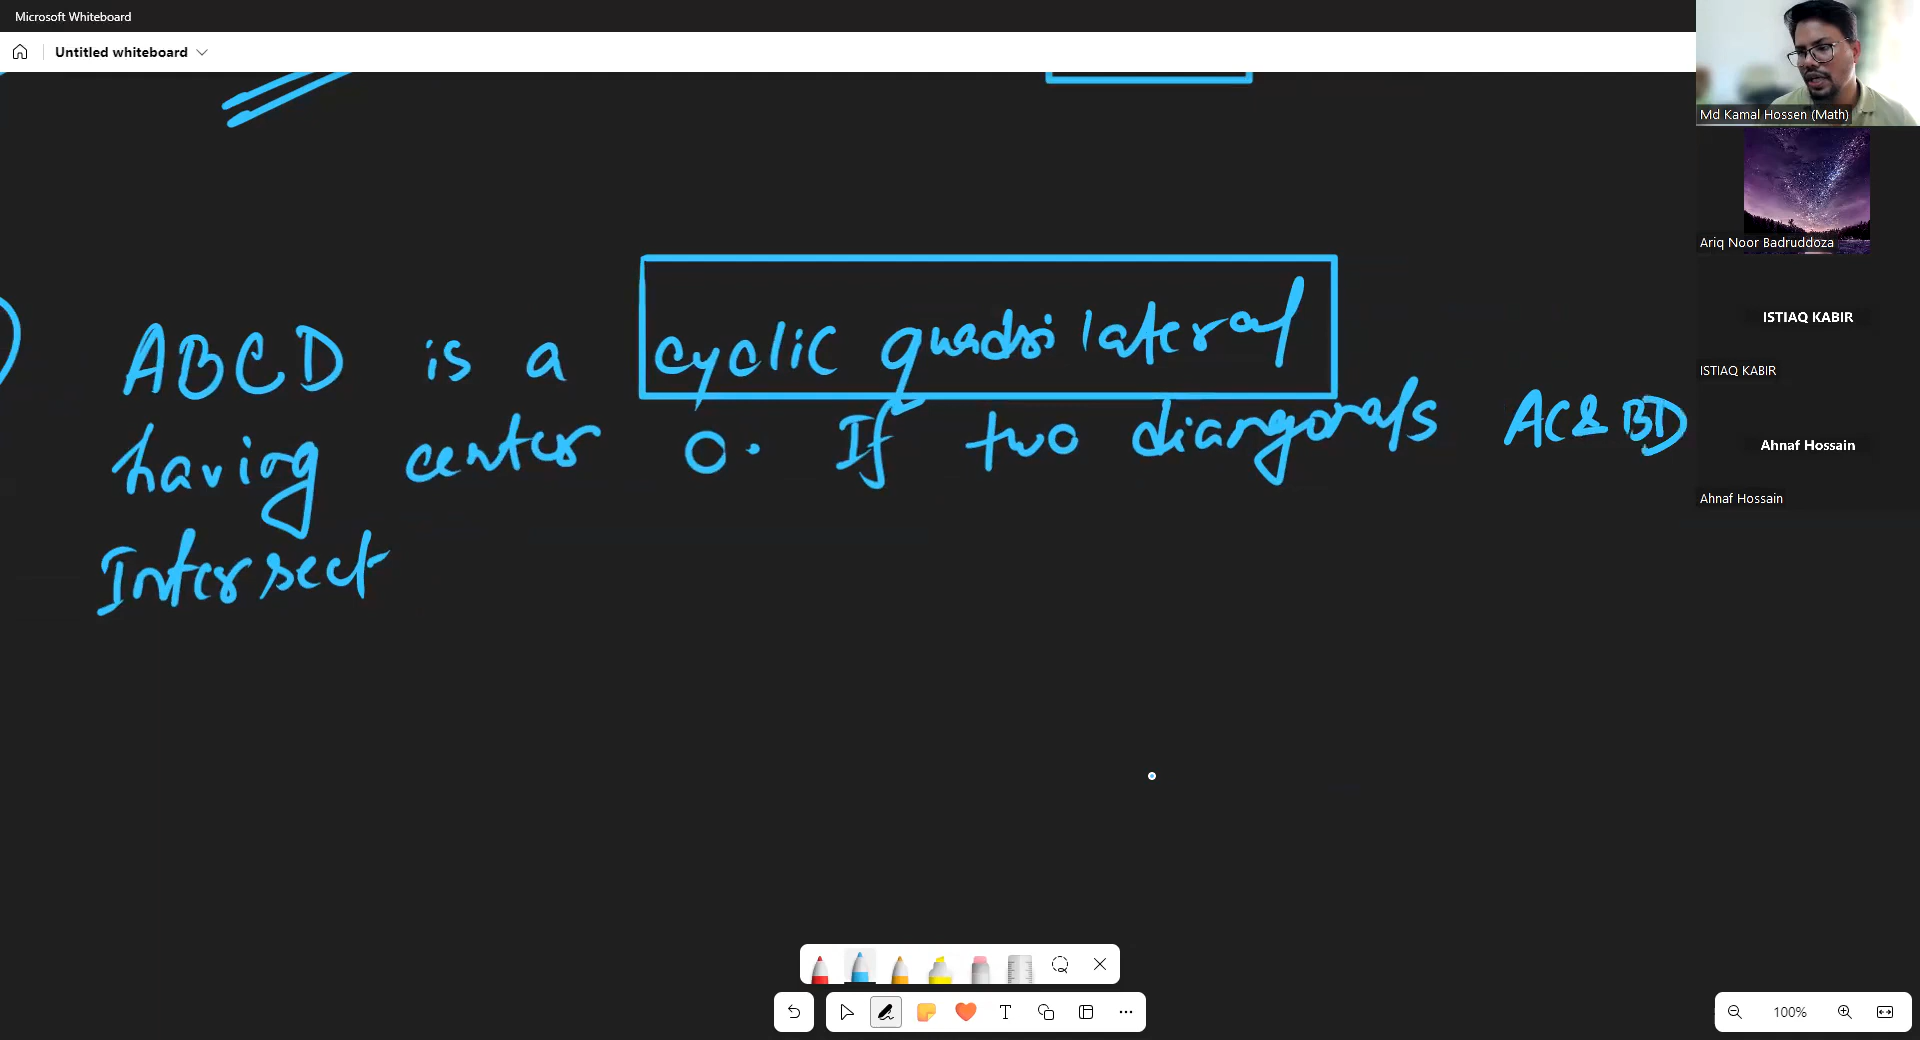 Microsoft Whiteboard
Untitled whiteboard
Md Kamal Hossen (Math)
Ariq Noor Badruddoza
ISTIAQ KABIR
ISTIAQ KABIR
Ahnaf Hossain
Ahnaf Hossain
ABCD is a cyclic quadrilateral
having center O. If two diangonals AC & BD
Intersect
T
100%